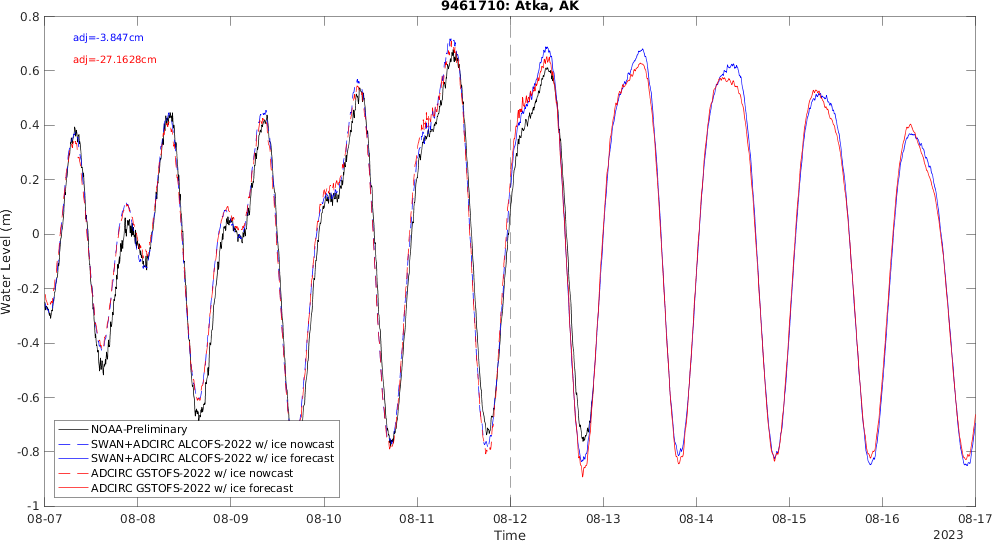 9461710: Atka, AK
adj=-3.847cm
adj=-27.1628cm
Water Level (m)
0.8
0.6
0.4
0.2
0
-0.2
-0.4
-0.6
-0.8
-1
NOAA-Preliminary
SWAN+ADCIRC ALCOFS-2022 w/ ice nowcast
SWAN+ADCIRC ALCOFS-2022 w/ ice forecast
ADCIRC GSTOFS-2022 w/ ice nowcast
ADCIRC GSTOFS-2022 w/ ice forecast
08-07 08-08 08-09 08-10 08-11 08-12 08-13 08-14 08-15 08-16 08-17
Time
2023